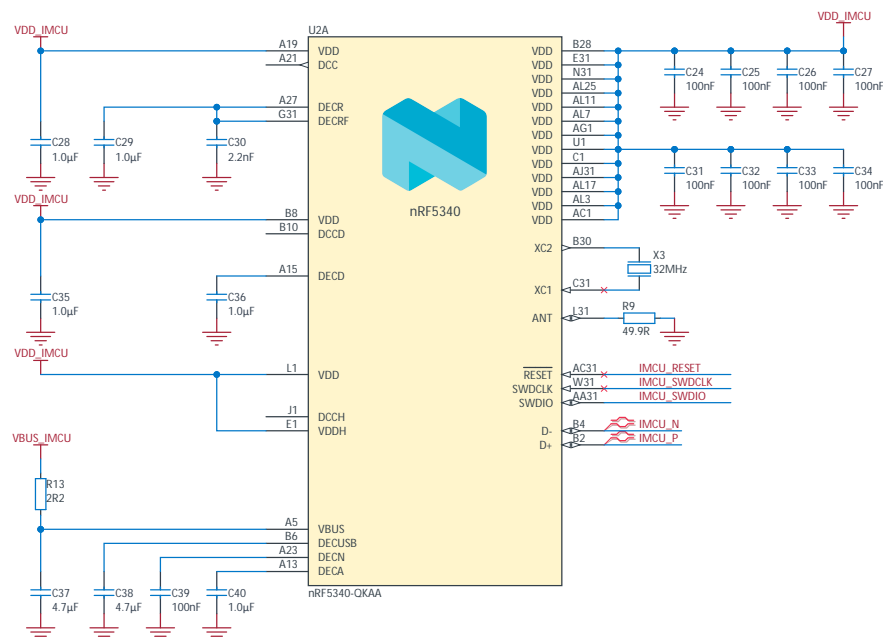 VDD_IMCU
U2A
VDD_IMCU
A19 VDD
A21 DCC
A27 DECR
G31 DECRF
C28 1.0µF
C29 1.0µF
C30 2.2nF
VDD_IMCU
B8 VDD
B10 DCCD
A15 DECD
C35 1.0µF
C36 1.0µF
VDD_IMCU
L1 VDD
J1 DCCH
E1 VDDH
VBUS_IMCU
R13 2R2
A5 VBUS
B6 DECUSB
A23 DECN
A13 DECA
C37 4.7µF
C38 4.7µF
C39 100nF
C40 1.0µF
nRF5340
nRF5340-QKAA
VDD B28
VDD E31
VDD N31
VDD AL25
VDD AL11
VDD AL7
VDD AG1
VDD U1
VDD C1
VDD AJ31
VDD AL17
VDD AL3
VDD AC1
C24 100nF
C25 100nF
C26 100nF
C27 100nF
C31 100nF
C32 100nF
C33 100nF
C34 100nF
XC2 B30
X3 32MHz
XC1 C31
ANT L31
R9 49.9R
RESET AC31 IMCU_RESET
SWDCLK W31 IMCU_SWDCLK
SWDIO AA31 IMCU_SWDIO
D- B4 IMCU_N
D+ B2 IMCU_P